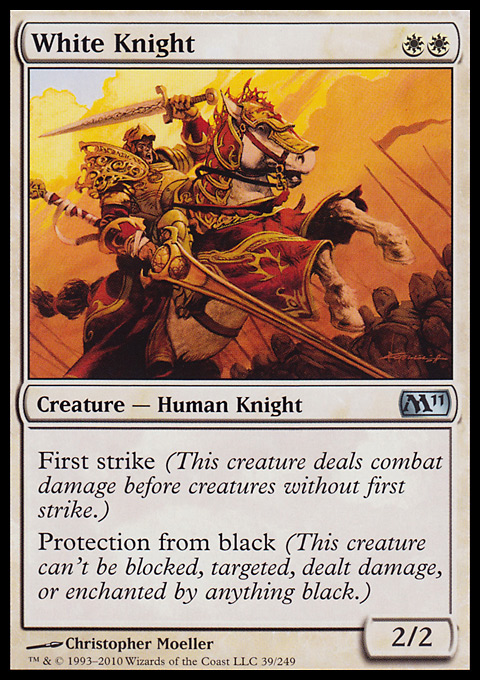 White Knight
Creature — Human Knight
M11
First strike (This creature deals combat
damage before creatures without first
strike.)
Protection from black (This creature
can't be blocked, targeted, dealt damage,
or enchanted by anything black.)
Christopher Moeller
2/2
™ & © 1993–2010 Wizards of the Coast LLC 39/249